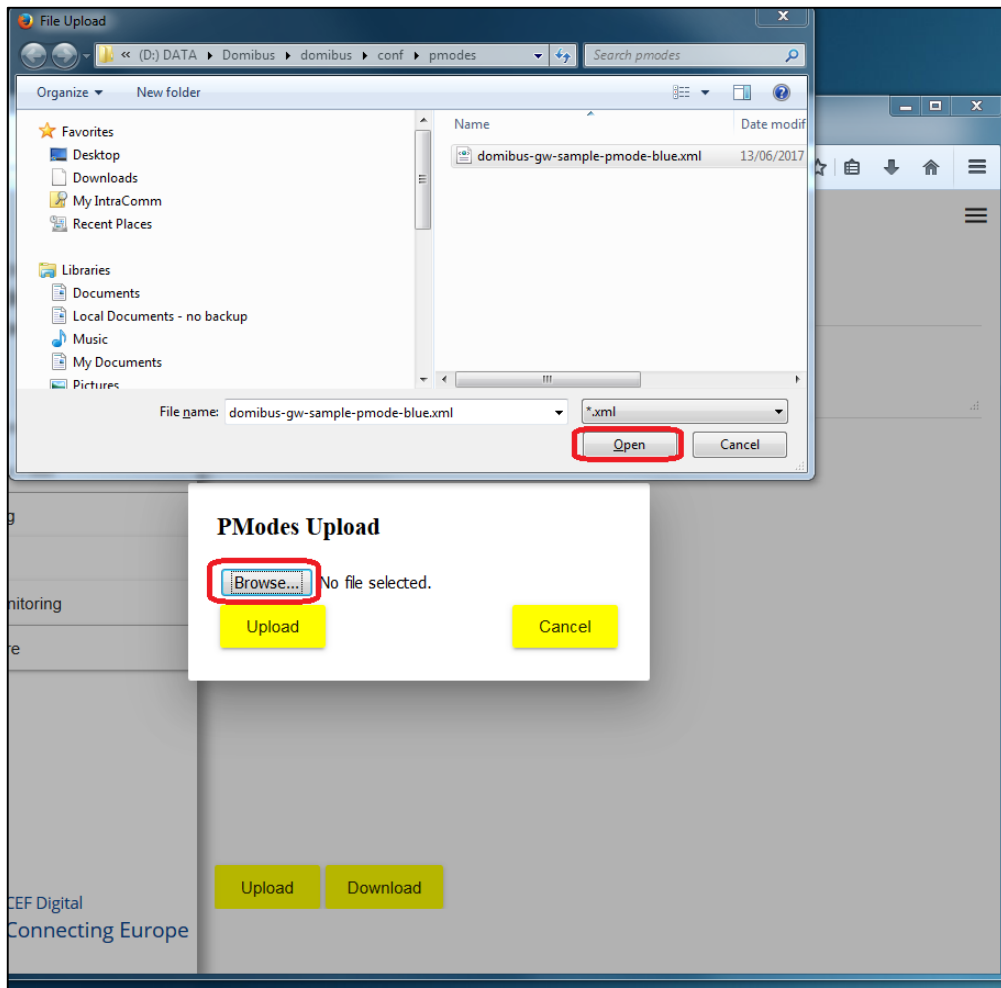 File Upload
« (D:) DATA Domibus domibus conf pmodes Search pmodes
Organize New folder
Favorites
Desktop
Downloads
My IntraComm
Recent Places
Libraries
Documents
Local Documents - no backup
Music
My Documents
Pictures
Name Date modif
domibus-gw-sample-pmode-blue.xml 13/06/2017
File name: domibus-gw-sample-pmode-blue.xml *.xml
Open Cancel
PModes Upload
Browse... No file selected.
Upload Cancel
g
nitoring
re
Upload Download
CEF Digital
Connecting Europe